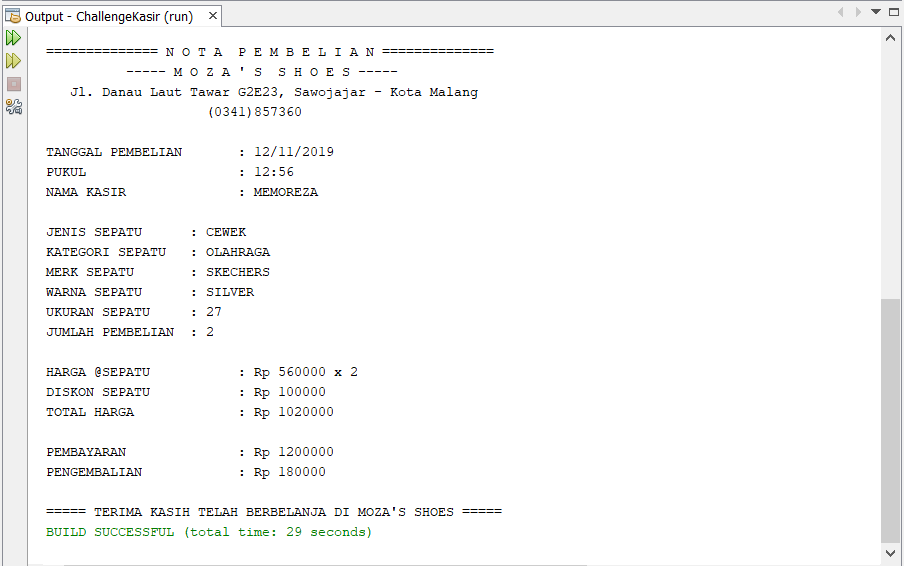 Output - ChallengeKasir (run)
============== N O T A  P E M B E L I A N ==============
----- M O Z A ' S  S H O E S -----
Jl. Danau Laut Tawar G2E23, Sawojajar - Kota Malang
(0341)857360
TANGGAL PEMBELIAN : 12/11/2019
PUKUL : 12:56
NAMA KASIR : MEMOREZA
JENIS SEPATU : CEWEK
KATEGORI SEPATU : OLAHRAGA
MERK SEPATU : SKECHERS
WARNA SEPATU : SILVER
UKURAN SEPATU : 27
JUMLAH PEMBELIAN : 2
HARGA @SEPATU : Rp 560000 x 2
DISKON SEPATU : Rp 100000
TOTAL HARGA : Rp 1020000
PEMBAYARAN : Rp 1200000
PENGEMBALIAN : Rp 180000
===== TERIMA KASIH TELAH BERBELANJA DI MOZA'S SHOES =====
BUILD SUCCESSFUL (total time: 29 seconds)